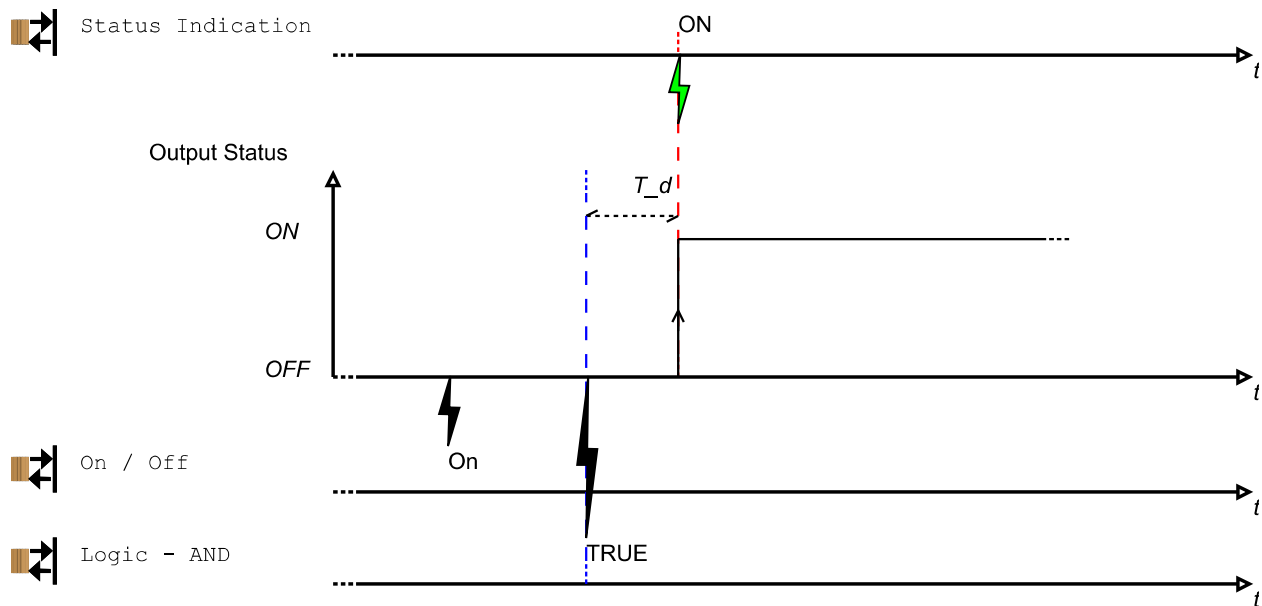 Status Indication
ON
t
Output Status
T_d
ON
OFF
t
On
On / Off
t
Logic - AND
TRUE
t